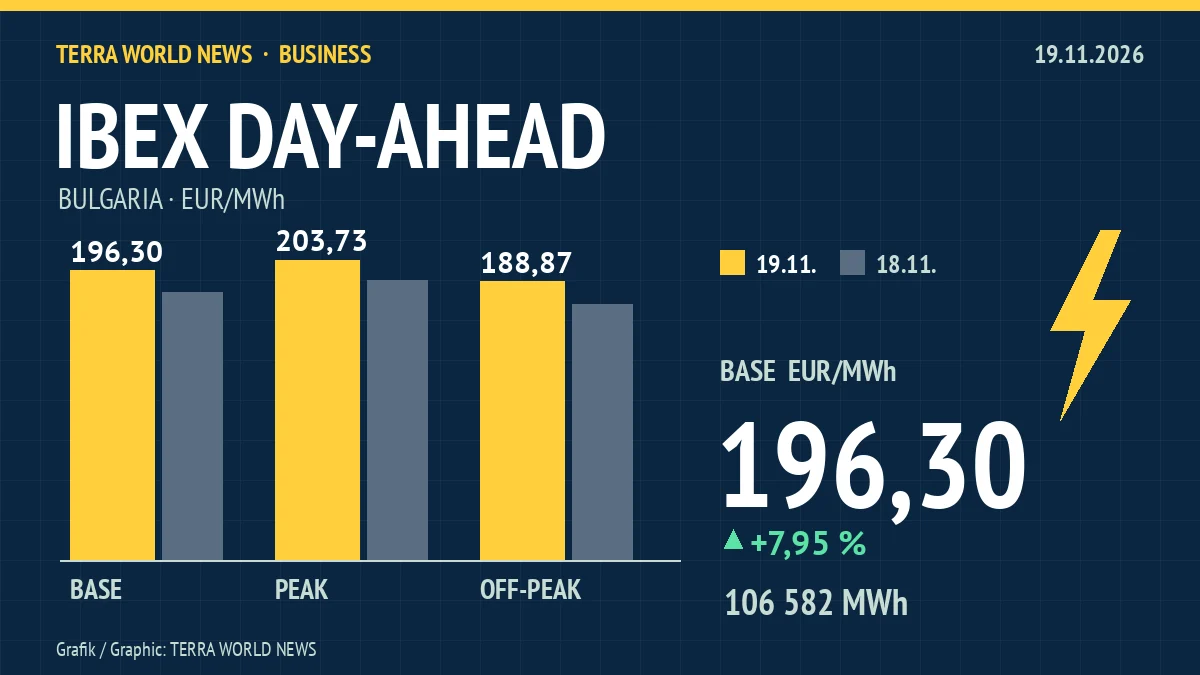 TERRA WORLD NEWS · BUSINESS
19.11.2026
IBEX DAY-AHEAD
BULGARIA · EUR/MWh
196,30
203,73
188,87
BASE
PEAK
OFF-PEAK
19.11.
18.11.
BASE EUR/MWh
196,30
+7,95 %
106 582 MWh
Grafik / Graphic: TERRA WORLD NEWS